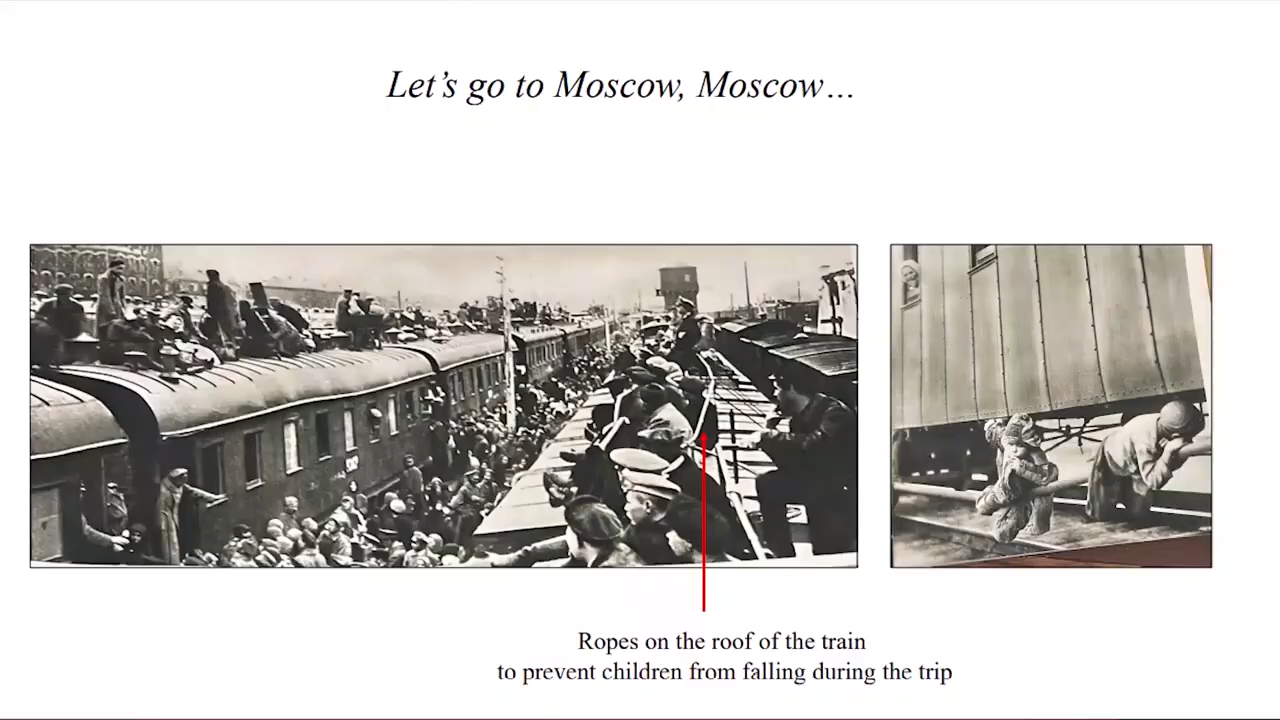 Let’s go to Moscow, Moscow…
Ropes on the roof of the train
to prevent children from falling during the trip